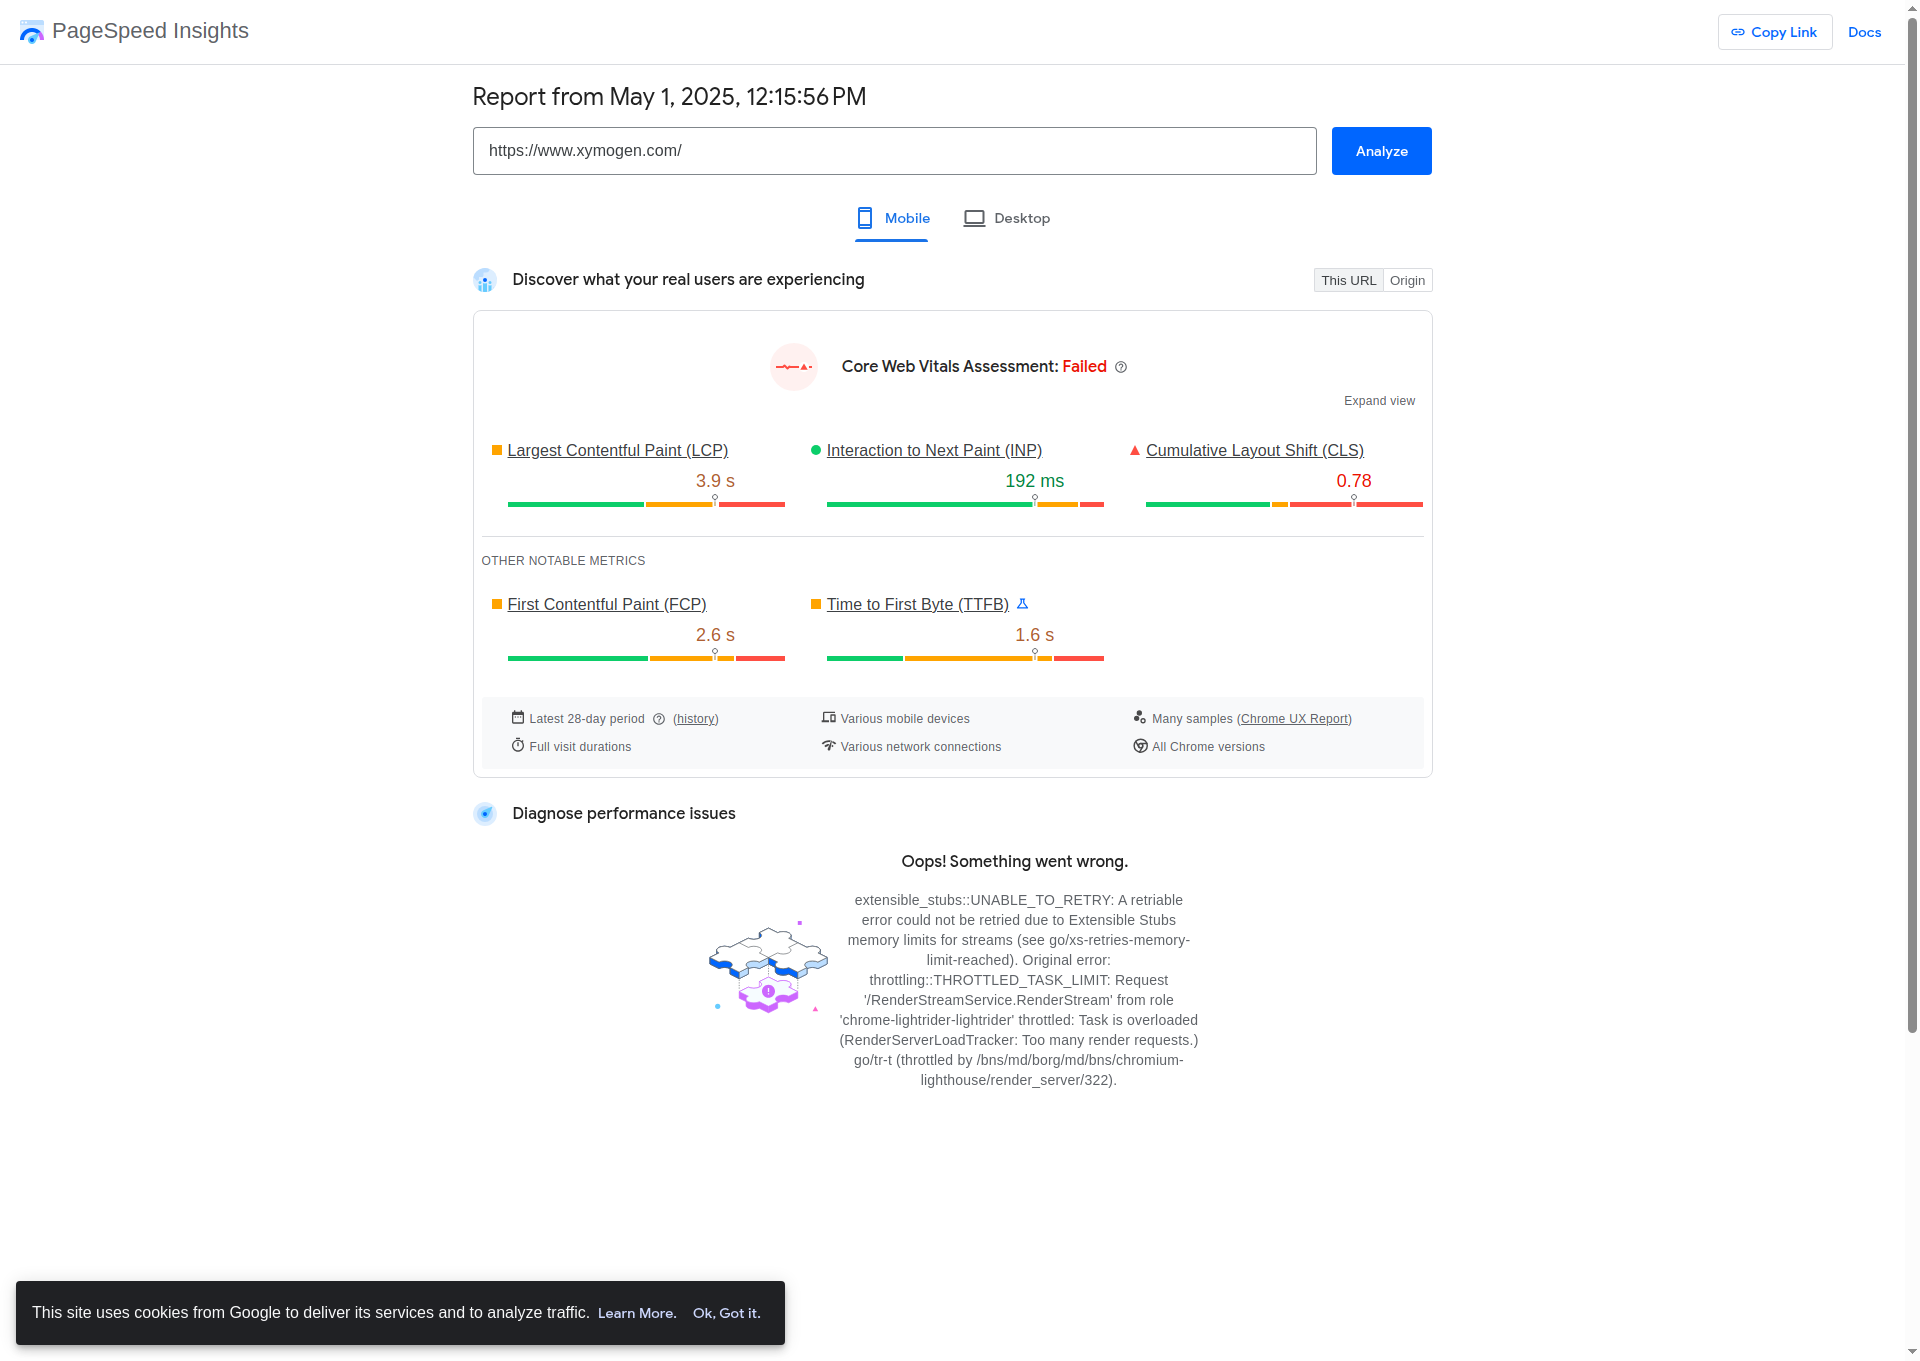 PageSpeed Insights
Copy Link
Docs
Report from May 1, 2025, 12:15:56 PM
https://www.xymogen.com/
Analyze
Mobile
Desktop
Discover what your real users are experiencing
This URL
Origin
Core Web Vitals Assessment: Failed
Expand view
Largest Contentful Paint (LCP)
3.9 s
Interaction to Next Paint (INP)
192 ms
Cumulative Layout Shift (CLS)
0.78
OTHER NOTABLE METRICS
First Contentful Paint (FCP)
2.6 s
Time to First Byte (TTFB)
1.6 s
Latest 28-day period (history)
Various mobile devices
Many samples (Chrome UX Report)
Full visit durations
Various network connections
All Chrome versions
Diagnose performance issues
Oops! Something went wrong.
extensible_stubs::UNABLE_TO_RETRY: A retriable
error could not be retried due to Extensible Stubs
memory limits for streams (see go/xs-retries-memory-
limit-reached). Original error:
throttling::THROTTLED_TASK_LIMIT: Request
'/RenderStreamService.RenderStream' from role
'chrome-lightrider-lightrider' throttled: Task is overloaded
(RenderServerLoadTracker: Too many render requests.)
go/tr-t (throttled by /bns/md/borg/md/bns/chromium-
lighthouse/render_server/322).
This site uses cookies from Google to deliver its services and to analyze traffic. Learn More. Ok, Got it.